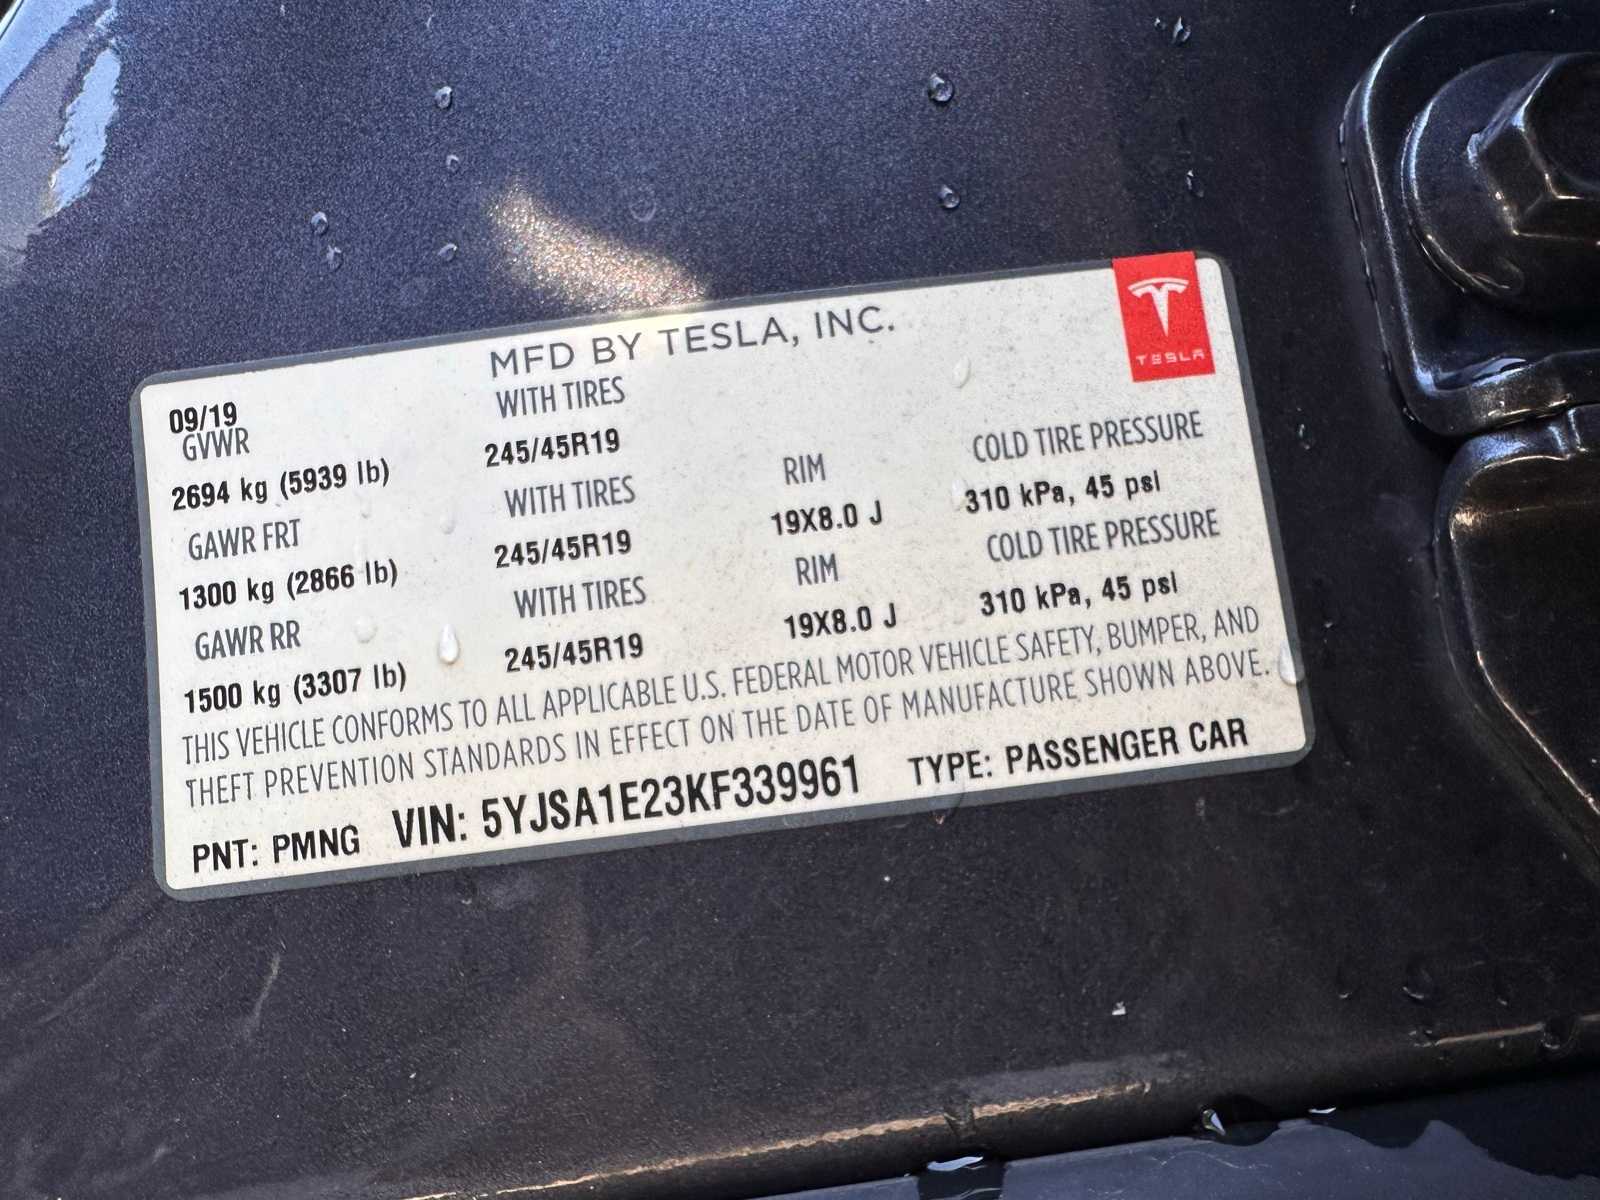 MFD BY TESLA, INC.
TESLA
09/19
GVWR WITH TIRES
2694 kg (5939 lb) 245/45R19
GAWR FRT WITH TIRES RIM COLD TIRE PRESSURE
1300 kg (2866 lb) 245/45R19 19X8.0 J 310 kPa, 45 psi
GAWR RR WITH TIRES RIM COLD TIRE PRESSURE
1500 kg (3307 lb) 245/45R19 19X8.0 J 310 kPa, 45 psi
THIS VEHICLE CONFORMS TO ALL APPLICABLE U.S. FEDERAL MOTOR VEHICLE SAFETY, BUMPER, AND
THEFT PREVENTION STANDARDS IN EFFECT ON THE DATE OF MANUFACTURE SHOWN ABOVE.
PNT: PMNG VIN: 5YJSA1E23KF339961 TYPE: PASSENGER CAR